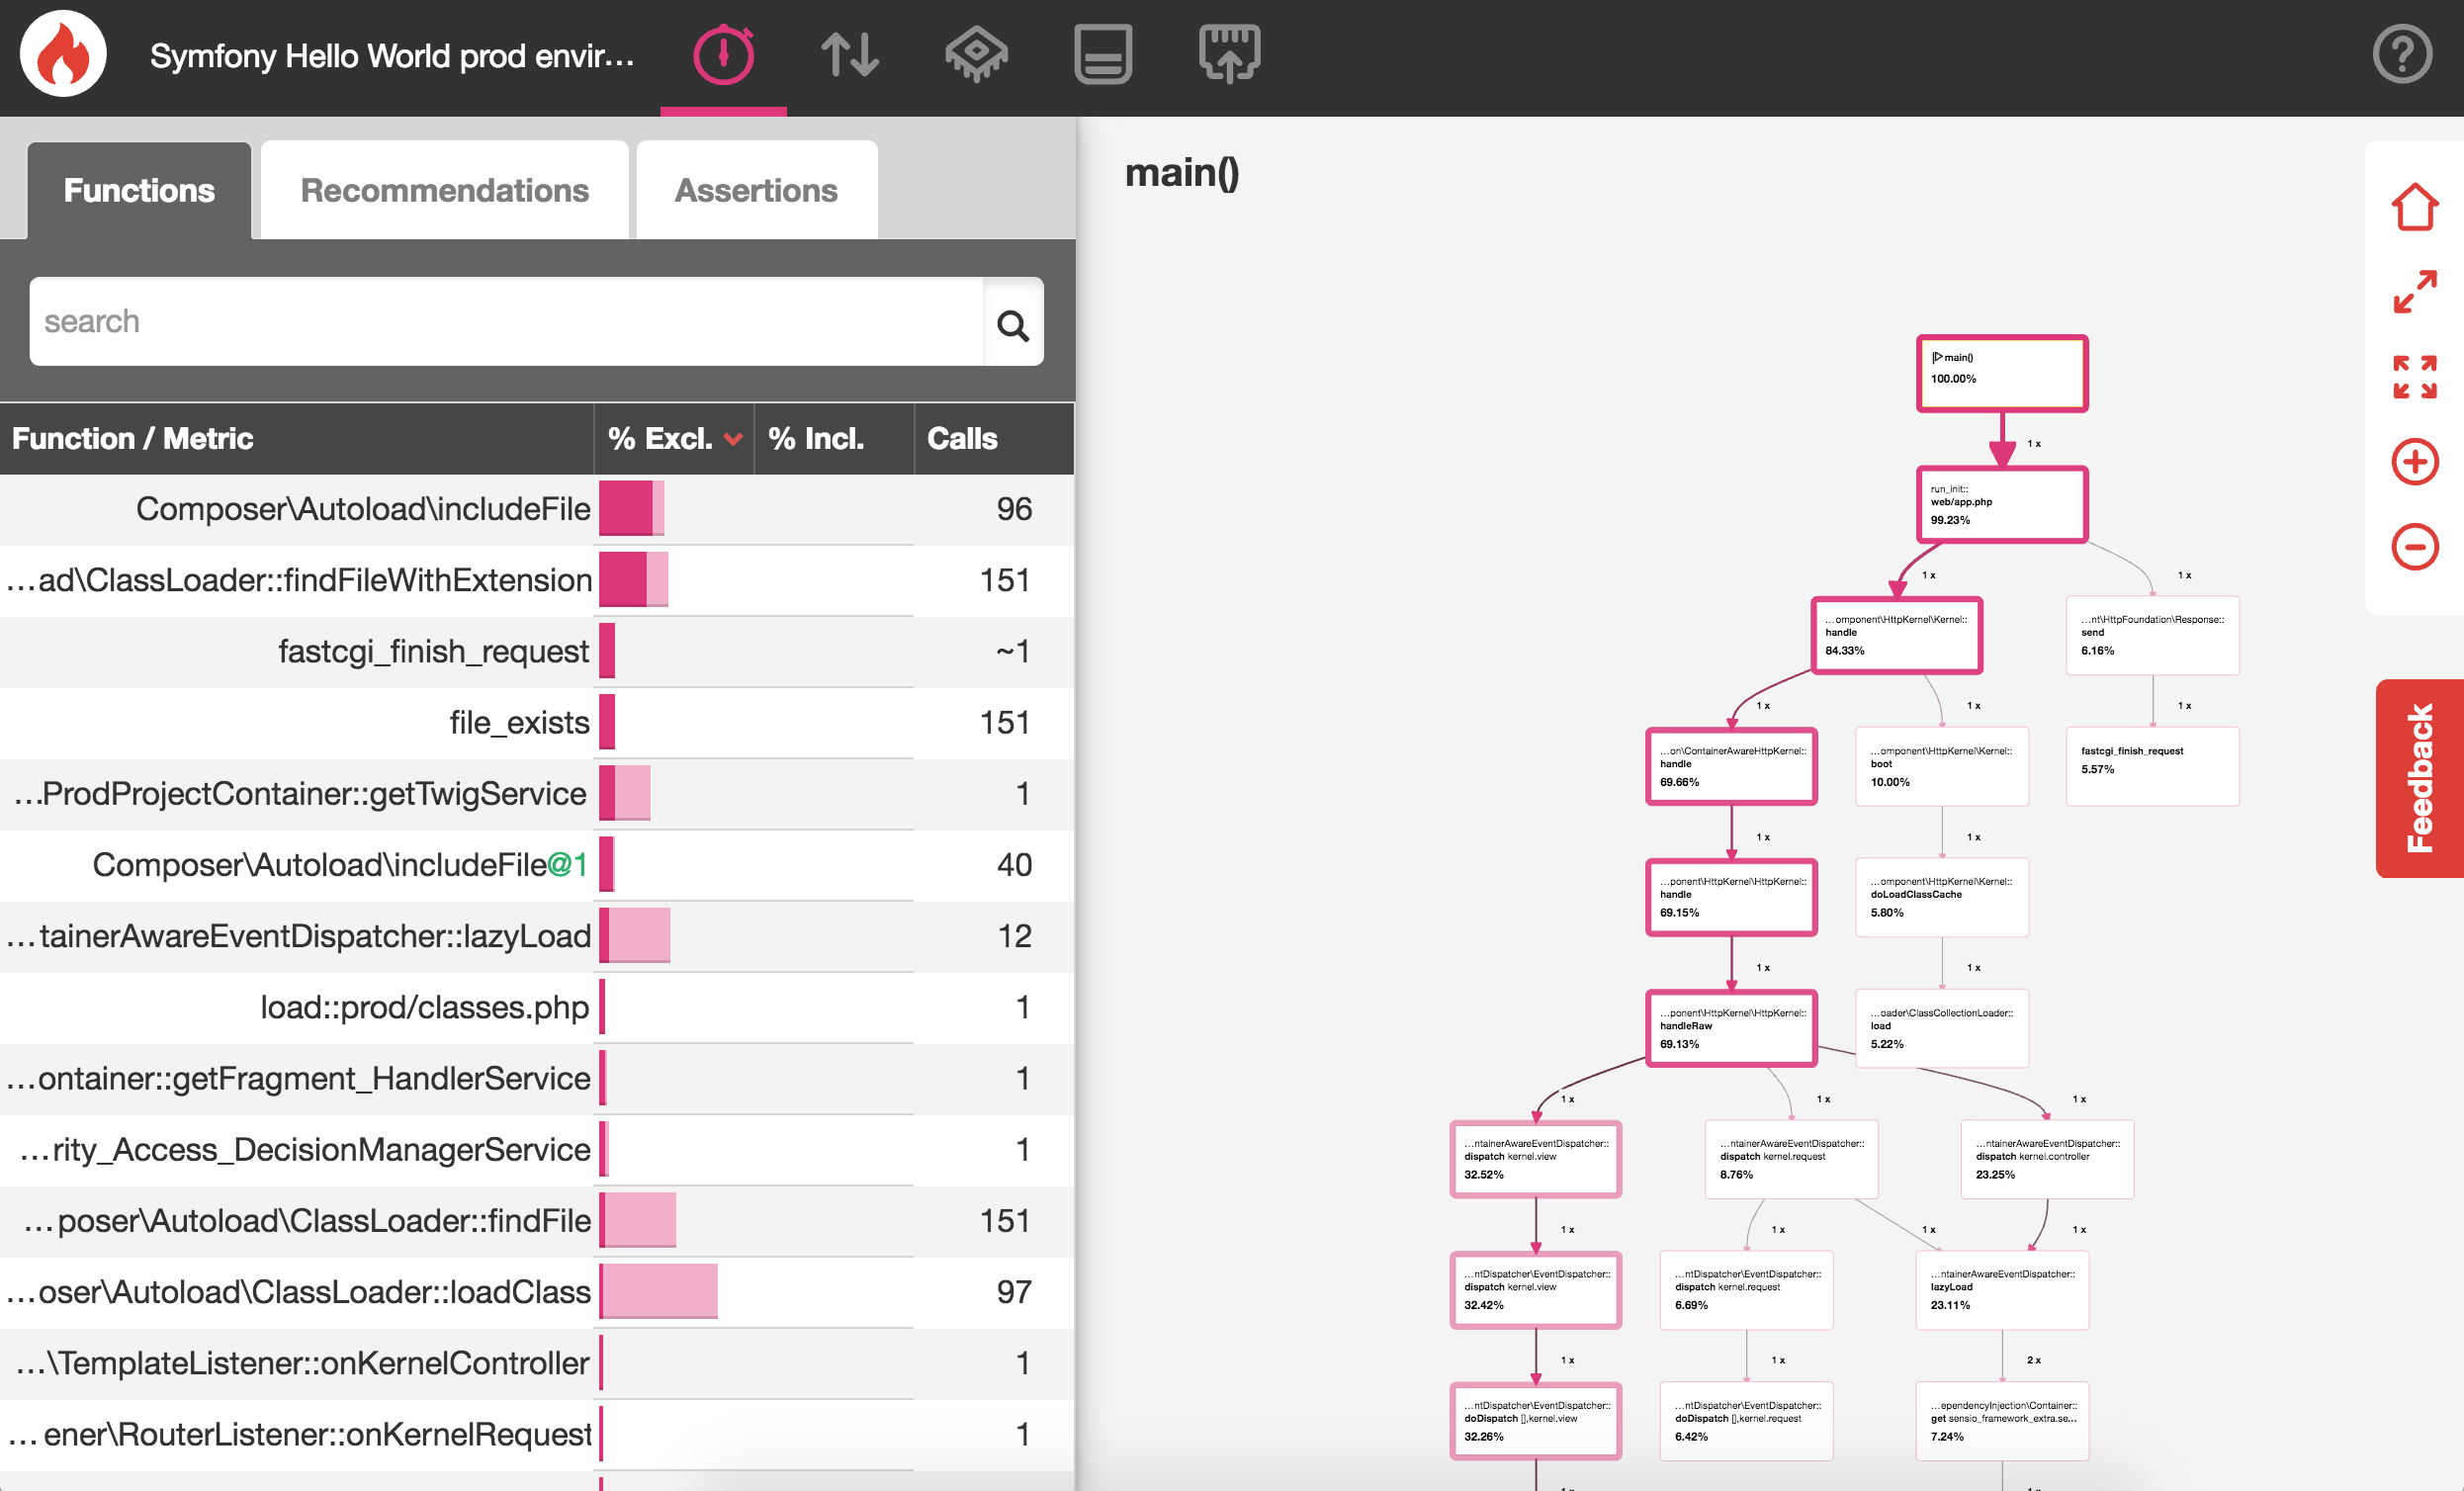 Symfony Hello World prod envir...
Functions
Recommendations
Assertions
search
Function / Metric % Excl. % Incl. Calls
Composer\Autoload\includeFile 96
...ad\ClassLoader::findFileWithExtension 151
fastcgi_finish_request ~1
file_exists 151
...ProdProjectContainer::getTwigService 1
Composer\Autoload\includeFile@1 40
...tainerAwareEventDispatcher::lazyLoad 12
load::prod/classes.php 1
...ontainer::getFragment_HandlerService 1
...rity_Access_DecisionManagerService 1
...poser\Autoload\ClassLoader::findFile 151
...oser\Autoload\ClassLoader::loadClass 97
...\TemplateListener::onKernelController 1
...ener\RouterListener::onKernelRequest 1
main()
main()
100.00%
1 x
run_init::
web/app.php
99.23%
1 x
1 x
...omponent\HttpKernel\Kernel::
handle
84.33%
...nt\HttpFoundation\Response::
send
6.16%
1 x
1 x
1 x
...on\ContainerAwareHttpKernel::
handle
69.66%
...omponent\HttpKernel\Kernel::
boot
10.00%
fastcgi_finish_request
5.57%
1 x
1 x
...ponent\HttpKernel\HttpKernel::
handle
69.15%
...omponent\HttpKernel\Kernel::
doLoadClassCache
5.80%
1 x
1 x
...ponent\HttpKernel\HttpKernel::
handleRaw
69.13%
...oader\ClassCollectionLoader::
load
5.22%
1 x
1 x
1 x
...ntainerAwareEventDispatcher::
dispatch kernel.view
32.52%
...ntainerAwareEventDispatcher::
dispatch kernel.request
8.76%
...ntainerAwareEventDispatcher::
dispatch kernel.controller
23.25%
1 x
1 x
1 x
1 x
...ntDispatcher\EventDispatcher::
dispatch kernel.view
32.42%
...ntDispatcher\EventDispatcher::
dispatch kernel.request
6.69%
...ntainerAwareEventDispatcher::
lazyLoad
23.11%
1 x
1 x
2 x
...ntDispatcher\EventDispatcher::
doDispatch [],kernel.view
32.26%
...ntDispatcher\EventDispatcher::
doDispatch [],kernel.request
6.42%
...ependencyInjection\Container::
get sensio_framework_extra.se...
7.24%
Feedback